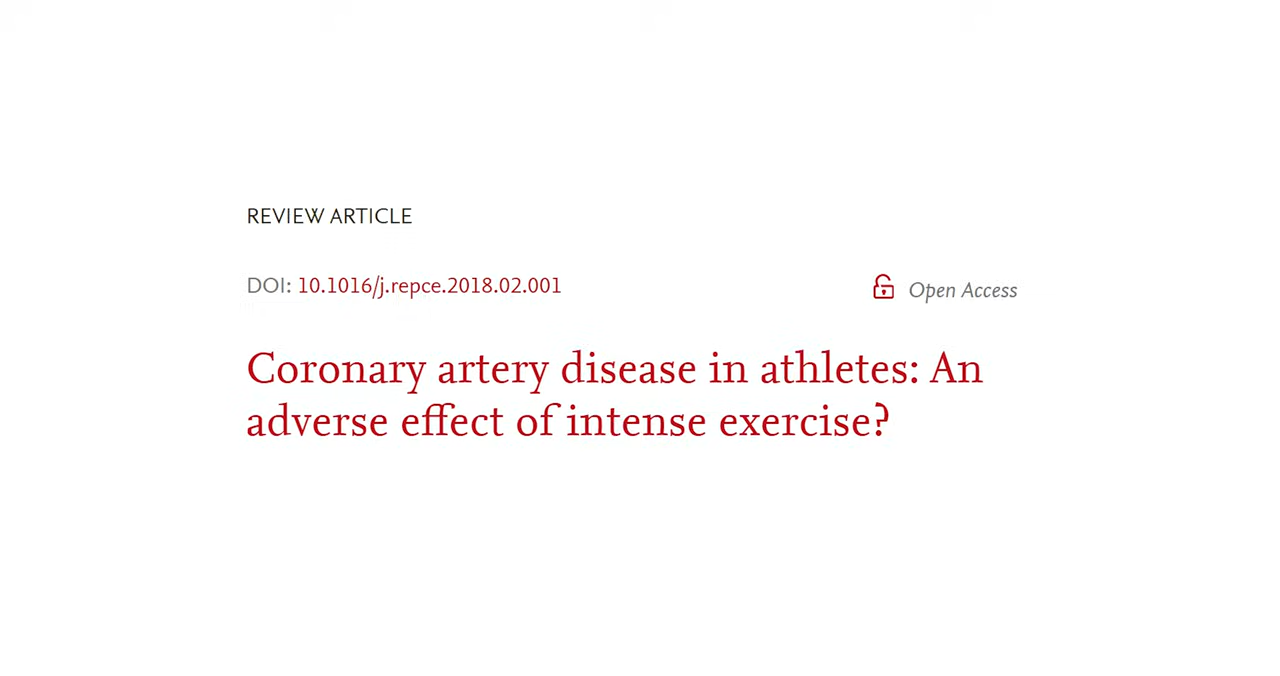 REVIEW ARTICLE
DOI: 10.1016/j.repce.2018.02.001
Open Access
Coronary artery disease in athletes: An
adverse effect of intense exercise?